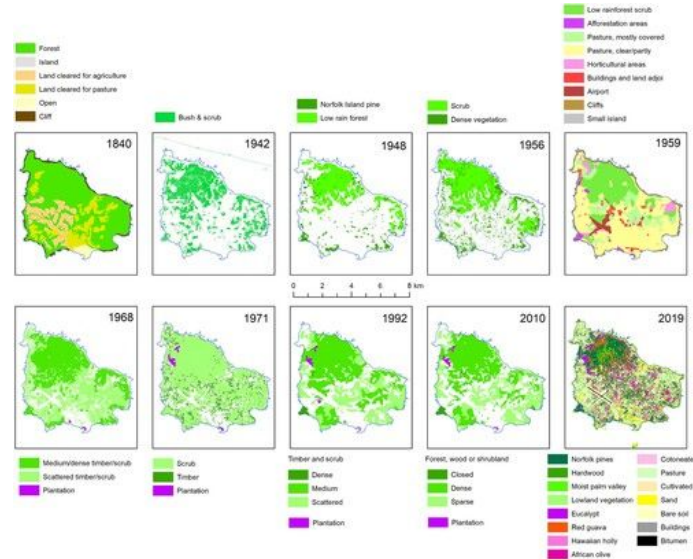 Forest
Island
Land cleared for agriculture
Land cleared for pasture
Open
Cliff
Bush & scrub
Norfolk Island pine
Low rain forest
Scrub
Dense vegetation
Low rainforest scrub
Afforestation areas
Pasture, mostly covered
Pasture, clear/partly
Horticultural areas
Buildings and land adjoi
Airport
Cliffs
Small island
1840
1942
1948
1956
1959
0 2 4 6 8 km
1968
1971
1992
2010
2019
Medium/dense timber/scrub
Scattered timber/scrub
Plantation
Scrub
Timber
Plantation
Timber and scrub
Dense
Medium
Scattered
Plantation
Forest, wood or shrubland
Closed
Dense
Sparse
Plantation
Norfolk pines
Hardwood
Moist palm valley
Lowland vegetation
Eucalypt
Red guava
Hawaiian holly
African olive
Cotoneate
Pasture
Cultivated
Sand
Bare soil
Buildings
Bitumen